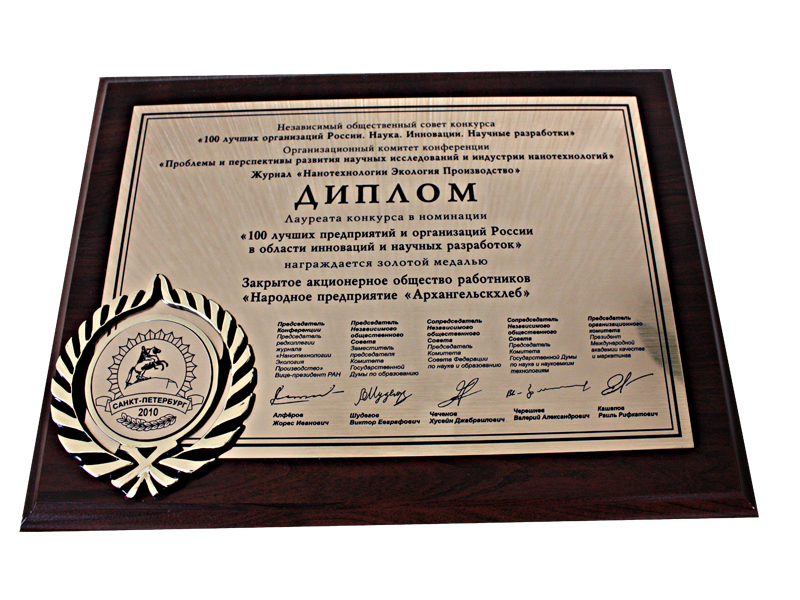 Независимый общественный совет конкурса
«100 лучших организаций России. Наука. Инновации. Научные разработки»
Организационный комитет конференции
«Проблемы и перспективы развития научных исследований и индустрии нанотехнологий»
Журнал «Нанотехнологии Экология Производство»
ДИПЛОМ
Лауреата конкурса в номинации
«100 лучших предприятий и организаций России
в области инноваций и научных разработок»
награждается золотой медалью
Закрытое акционерное общество работников
«Народное предприятие «Архангельскхлеб»
Председатель
Конференции
Председатель
редколлегии
журнала
«Нанотехнологии
Экология
Производство»
Вице-президент РАН
Председатель
Независимого
общественного
Совета
Заместитель
председателя
Комитета
Государственной
Думы по образованию
Сопредседатель
Независимого
общественного
Совета
Председатель
Комитета
Совета Федерации
по науке и образованию
Сопредседатель
Независимого
общественного
Совета
Председатель
Комитета
Государственной Думы
по науке и наукоемким
технологиям
Председатель
организационного
комитета
Президент
Международной
академии качества
и маркетинга
Алфёров
Жорес Иванович
Шудегов
Виктор Евграфович
Чеченов
Хусейн Джабраилович
Черешнев
Валерий Александрович
Кашапов
Раиль Рифкатович
САНКТ-ПЕТЕРБУРГ
2010